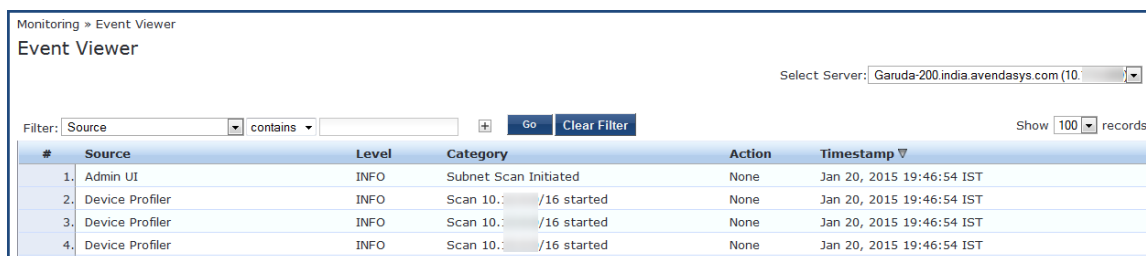 Monitoring » Event Viewer
Event Viewer
Select Server: Garuda-200.india.avendasys.com (10.
Filter: Source contains + Go Clear Filter Show 100 records
# Source Level Category Action Timestamp
1. Admin UI INFO Subnet Scan Initiated None Jan 20, 2015 19:46:54 IST
2. Device Profiler INFO Scan 10. /16 started None Jan 20, 2015 19:46:54 IST
3. Device Profiler INFO Scan 10. /16 started None Jan 20, 2015 19:46:54 IST
4. Device Profiler INFO Scan 10. /16 started None Jan 20, 2015 19:46:54 IST